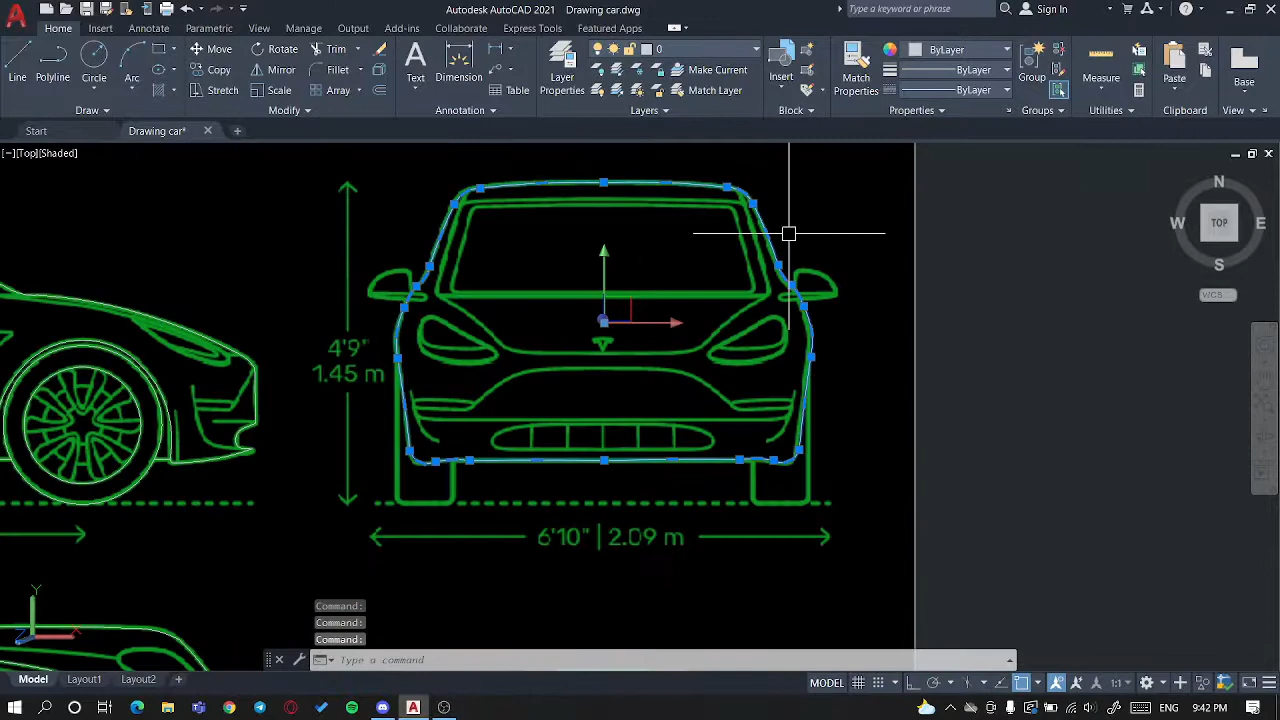 Autodesk AutoCAD 2021 Drawing car.dwg
Type a keyword or phrase
Sign In
Home Insert Annotate Parametric View Manage Output Add-ins Collaborate Express Tools Featured Apps
Line Polyline Circle Arc
Move Rotate Trim
Copy Mirror Fillet
Stretch Scale Array
Text Dimension Table
Layer Properties
0
Make Current
Match Layer
Insert
Match Properties
ByLayer
ByLayer
ByLayer
Group Measure Paste Base
Draw Modify Annotation Layers Block Properties Groups Utilities Clipboard View
Start Drawing car*
[−][Top][Shaded]
N
W TOP E
S
WCS
4'9"
1.45 m
6'10" | 2.09 m
Y
Z X
Command:
Command:
Command:
Type a command
Model Layout1 Layout2
MODEL
1:1
ENG 3:42 PM